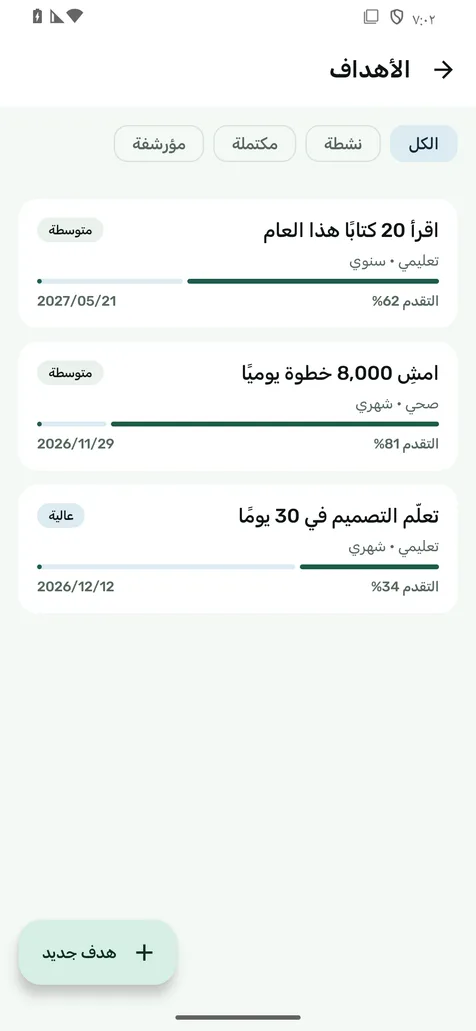 ٧:٠٢
الأهداف
الكل
نشطة
مكتملة
مؤرشفة
اقرأ 20 كتابًا هذا العام
متوسطة
تعليمي • سنوي
التقدم 62%
2027/05/21
امشِ 8,000 خطوة يوميًا
متوسطة
صحي • شهري
التقدم 81%
2026/11/29
تعلّم التصميم في 30 يومًا
عالية
تعليمي • شهري
التقدم 34%
2026/12/12
هدف جديد